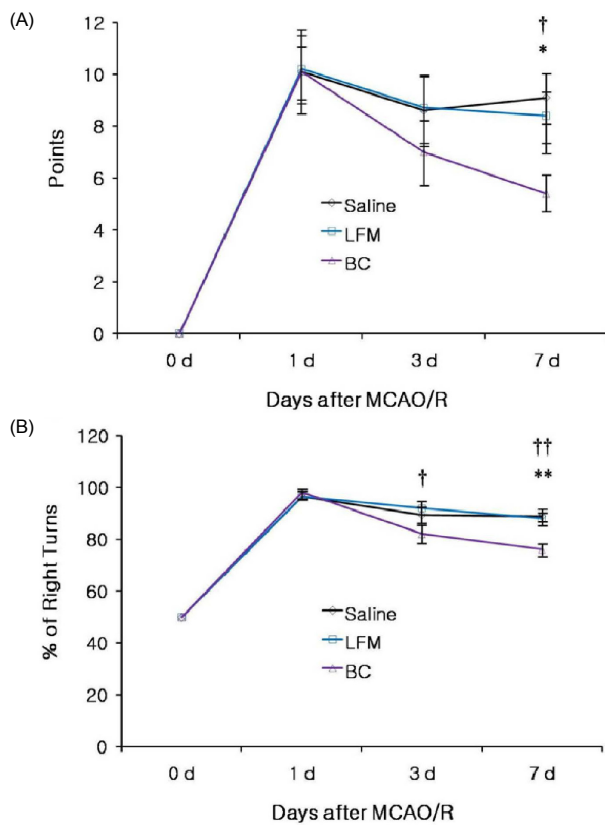 (A)
12
10
8
6
4
2
0
Points
†
*
Saline
LFM
BC
0 d 1 d 3 d 7 d
Days after MCAO/R
(B)
120
100
80
60
40
20
0
% of Right Turns
†
††
**
Saline
LFM
BC
0 d 1 d 3 d 7 d
Days after MCAO/R